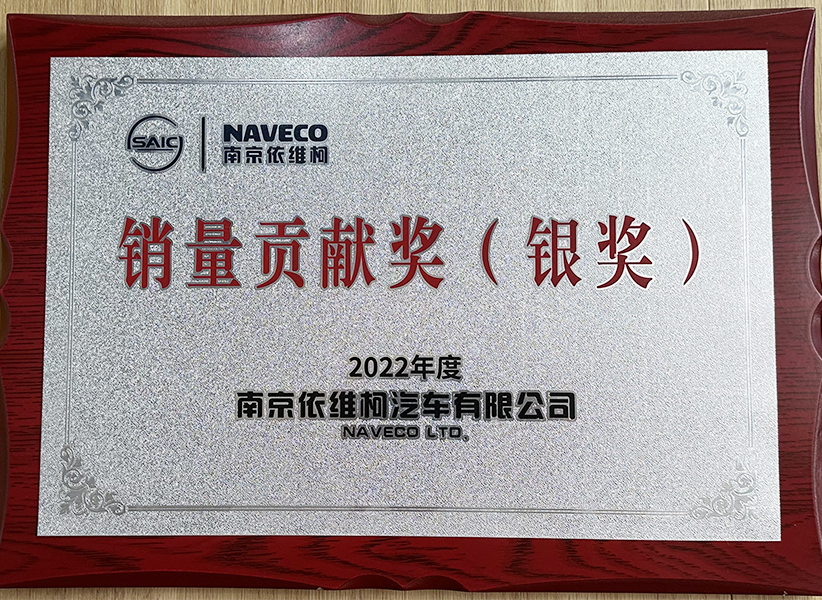 SAIC
NAVECO
南京依维柯
销量贡献奖（银奖）
2022年度
南京依维柯汽车有限公司
NAVECO LTD.